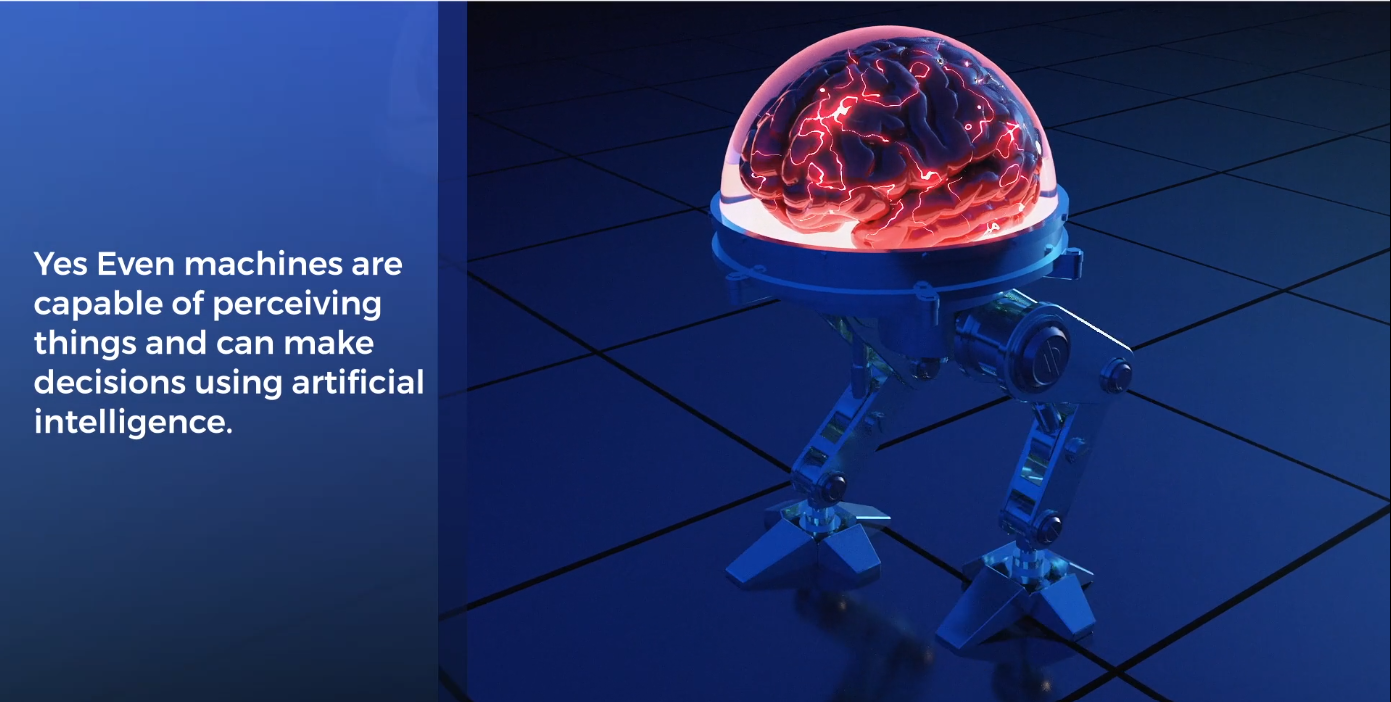 Yes Even machines are
capable of perceiving
things and can make
decisions using artificial
intelligence.